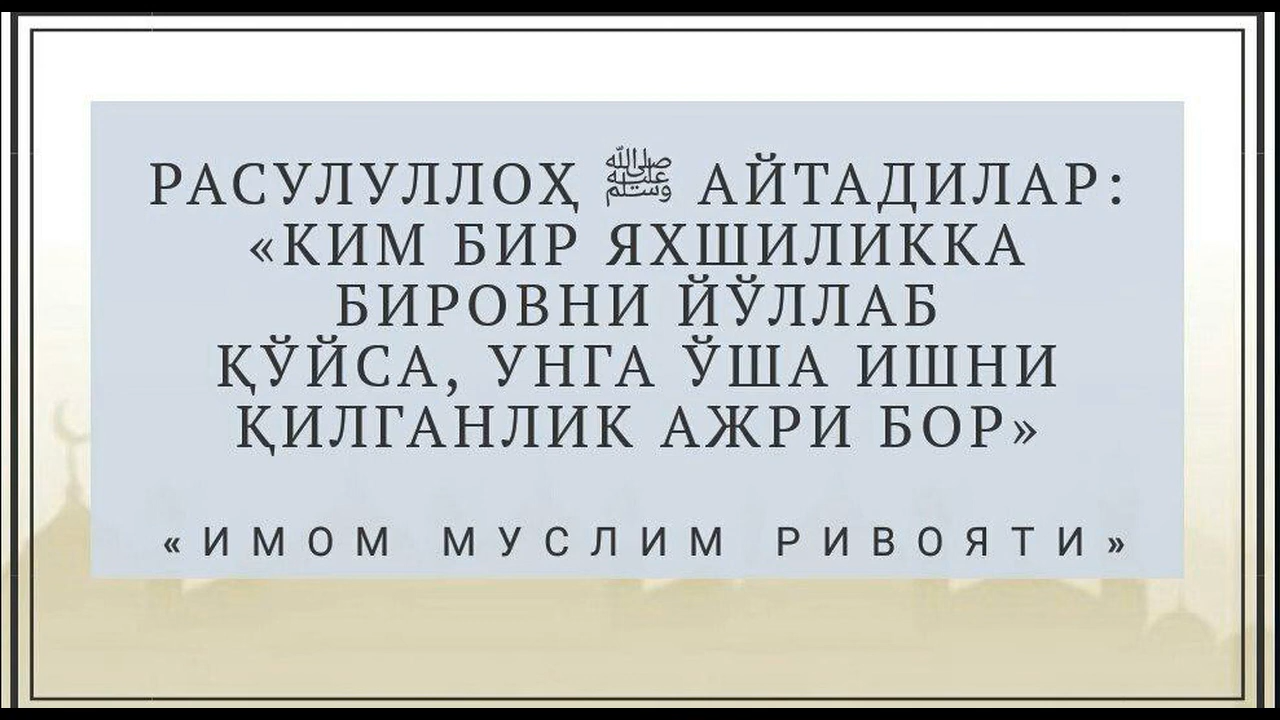 РАСУЛУЛЛОҲ ﷺ АЙТАДИЛАР:
«КИМ БИР ЯХШИЛИККА
БИРОВНИ ЙЎЛЛАБ
ҚЎЙСА, УНГА ЎША ИШНИ
ҚИЛГАНЛИК АЖРИ БОР»
«ИМОМ МУСЛИМ РИВОЯТИ»